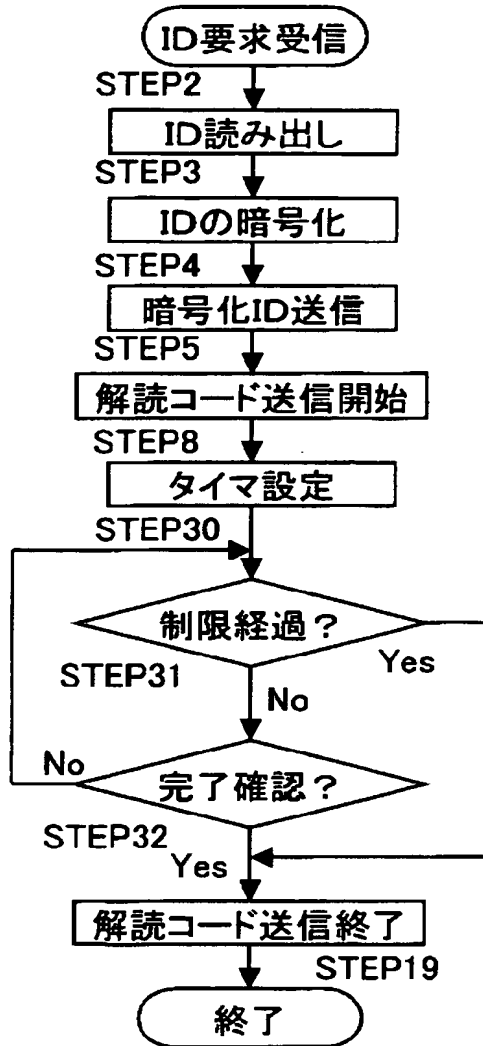 ID要求受信
STEP2
ID読み出し
STEP3
IDの暗号化
STEP4
暗号化ID送信
STEP5
解読コード送信開始
STEP8
タイマ設定
STEP30
制限経過?
Yes
STEP31
No
No
完了確認?
STEP32
Yes
解読コード送信終了
STEP19
終了